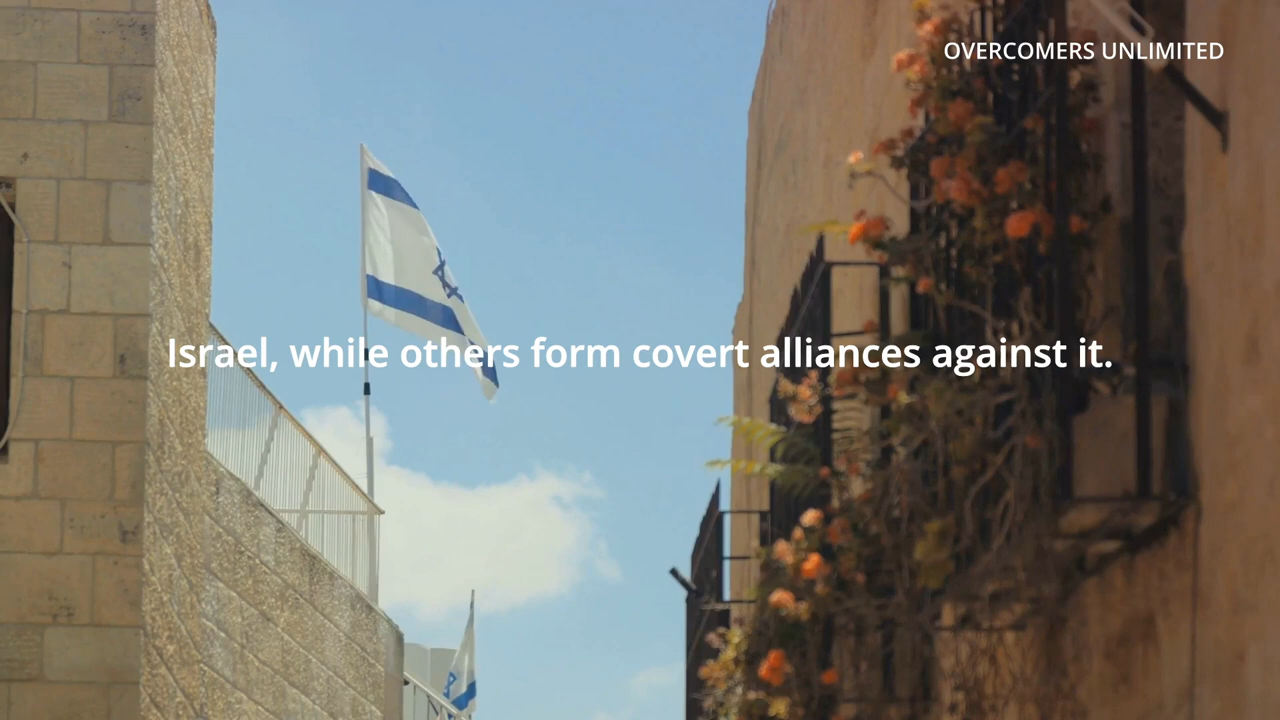 OVERCOMERS UNLIMITED
Israel, while others form covert alliances against it.